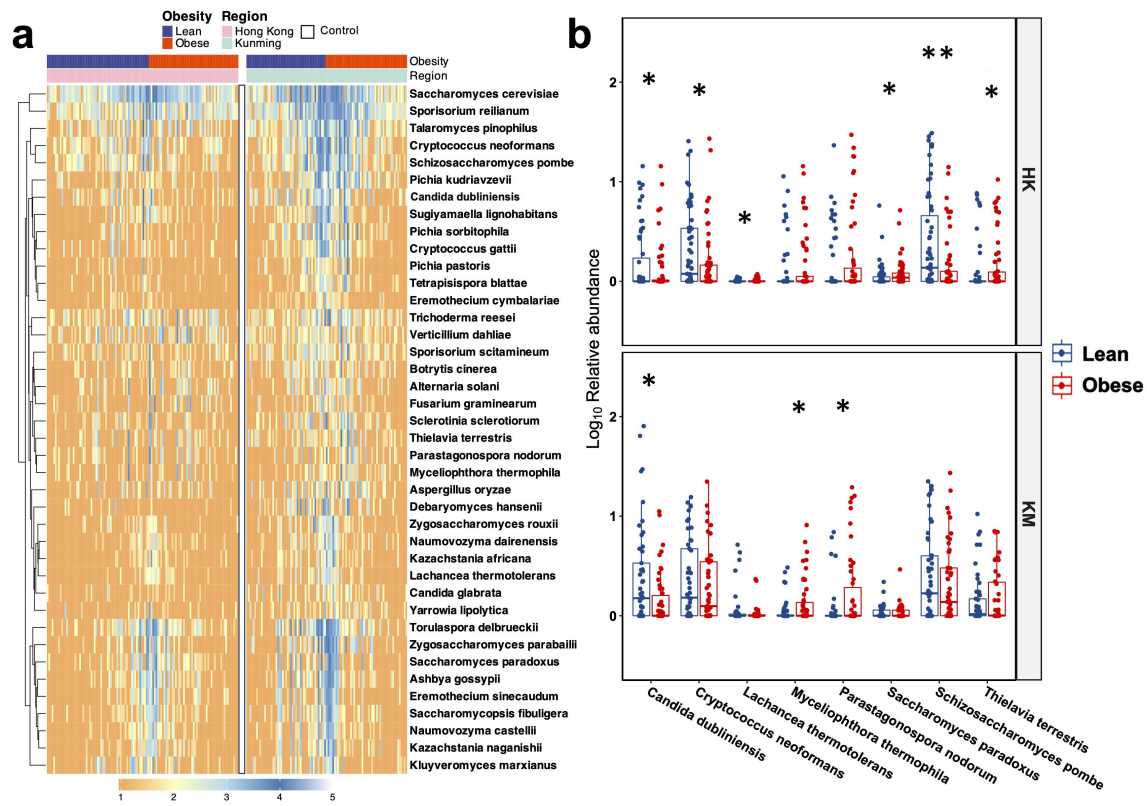 a
Obesity
Lean
Obese
Region
Hong Kong
Kunming
Control
Obesity
Region
Saccharomyces cerevisiae
Sporisorium reilianum
Talaromyces pinophilus
Cryptococcus neoformans
Schizosaccharomyces pombe
Pichia kudriavzevii
Candida dubliniensis
Sugiyamaella lignohabitans
Pichia sorbitophila
Cryptococcus gattii
Pichia pastoris
Tetrapisispora blattae
Eremothecium cymbalariae
Trichoderma reesei
Verticillium dahliae
Sporisorium scitamineum
Botrytis cinerea
Alternaria solani
Fusarium graminearum
Sclerotinia sclerotiorum
Thielavia terrestris
Parastagonospora nodorum
Myceliophthora thermophila
Aspergillus oryzae
Debaryomyces hansenii
Zygosaccharomyces rouxii
Naumovozyma dairenensis
Kazachstania africana
Lachancea thermotolerans
Candida glabrata
Yarrowia lipolytica
Torulaspora delbrueckii
Zygosaccharomyces parabailii
Saccharomyces paradoxus
Ashbya gossypii
Eremothecium sinecaudum
Saccharomycopsis fibuligera
Naumovozyma castellii
Kazachstania naganishii
Kluyveromyces marxianus
1 2 3 4 5
b
Log10 Relative abundance
2
1
0
* * * * ** *
HK
2
1
0
* * *
KM
Candida dubliniensis
Cryptococcus neoformans
Lachancea thermotolerans
Myceliophthora thermophila
Parastagonospora nodorum
Saccharomyces paradoxus
Schizosaccharomyces pombe
Thielavia terrestris
Lean
Obese